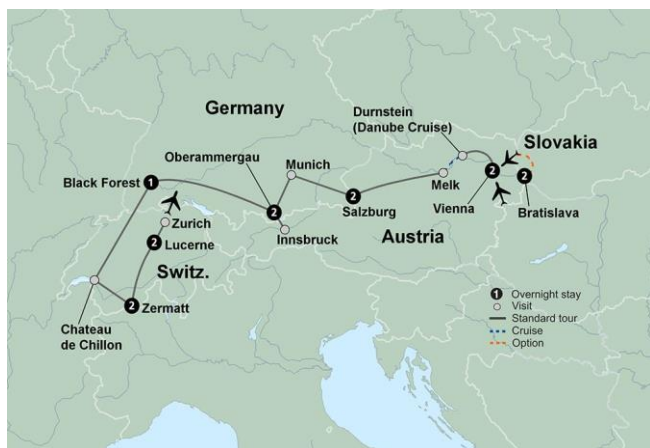 Germany
Durnstein
(Danube Cruise)
Slovakia
Oberammergau
Munich
Black Forest
1
2
2
Salzburg
Melk
2
Vienna
2
Bratislava
Zurich
2
Lucerne
Innsbruck
Austria
Switz.
2
Zermatt
Chateau
de Chillon
1 Overnight stay
Visit
Standard tour
Cruise
Option